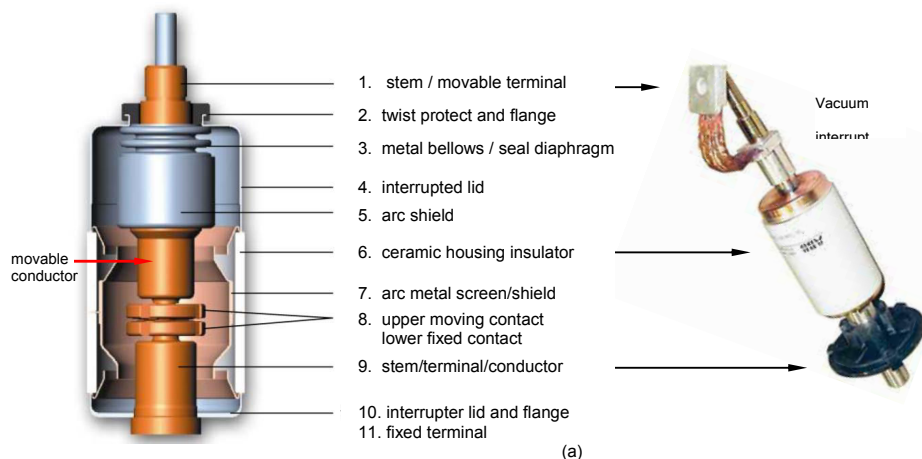 1. stem / movable terminal
2. twist protect and flange
3. metal bellows / seal diaphragm
4. interrupted lid
5. arc shield
6. ceramic housing insulator
7. arc metal screen/shield
8. upper moving contact
lower fixed contact
9. stem/terminal/conductor
10. interrupter lid and flange
11. fixed terminal
movable
conductor
Vacuum
interrupt
ABB
(a)